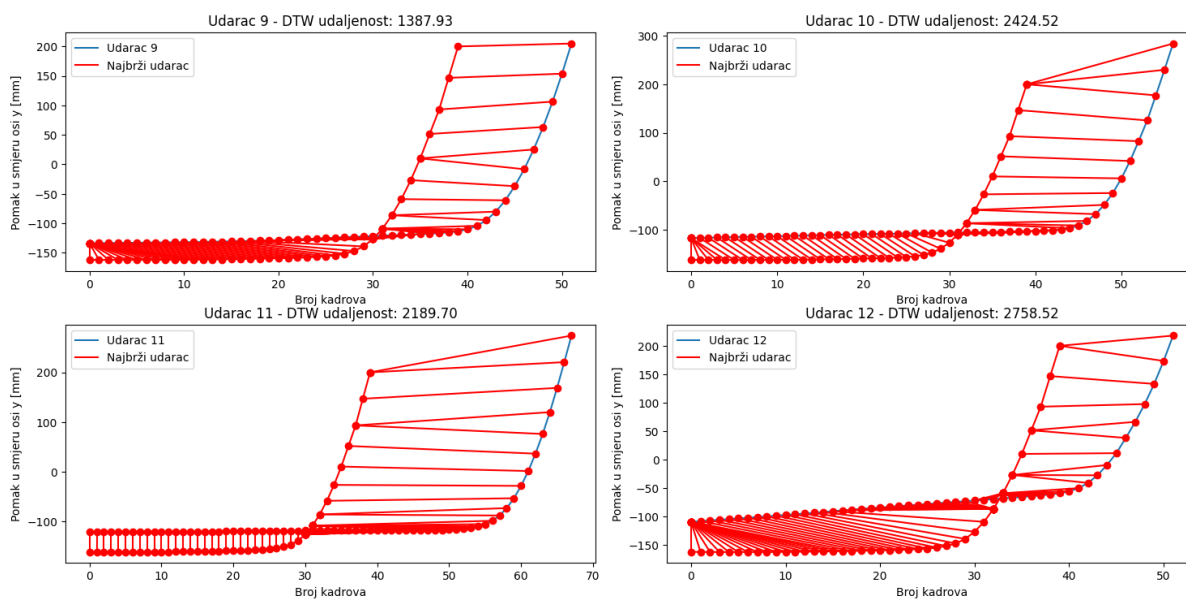 Udarac 9 - DTW udaljenost: 1387.93
Pomak u smjeru osi y [mm]
200
150
100
50
0
−50
−100
−150
Udarac 9
Najbrži udarac
0 10 20 30 40 50
Broj kadrova
Udarac 10 - DTW udaljenost: 2424.52
Pomak u smjeru osi y [mm]
300
200
100
0
−100
Udarac 10
Najbrži udarac
0 10 20 30 40 50
Broj kadrova
Udarac 11 - DTW udaljenost: 2189.70
Pomak u smjeru osi y [mm]
200
100
0
−100
Udarac 11
Najbrži udarac
0 10 20 30 40 50 60 70
Broj kadrova
Udarac 12 - DTW udaljenost: 2758.52
Pomak u smjeru osi y [mm]
200
150
100
50
0
−50
−100
−150
Udarac 12
Najbrži udarac
0 10 20 30 40 50
Broj kadrova